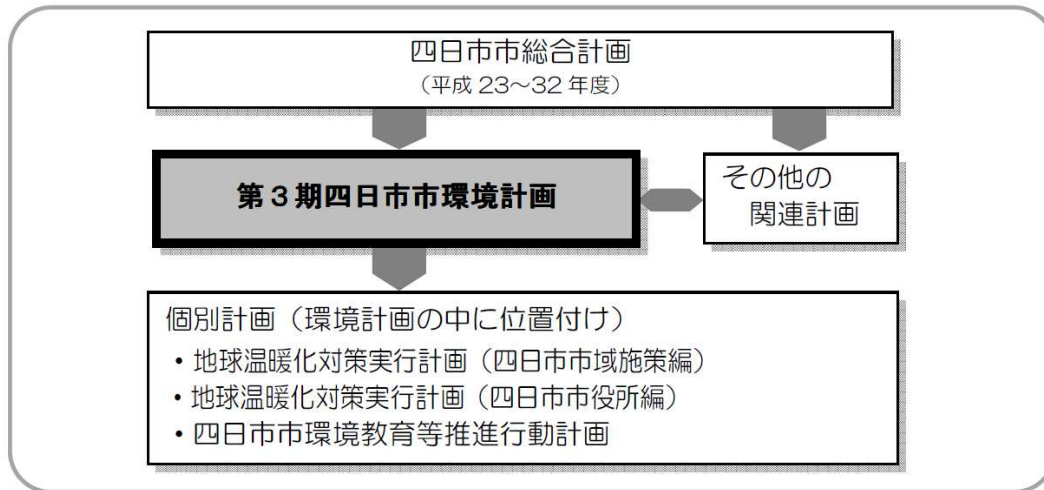 四日市市総合計画
（平成 23～32 年度）
第３期四日市市環境計画
その他の
関連計画
個別計画（環境計画の中に位置付け）
・地球温暖化対策実行計画（四日市市域施策編）
・地球温暖化対策実行計画（四日市市役所編）
・四日市市環境教育等推進行動計画